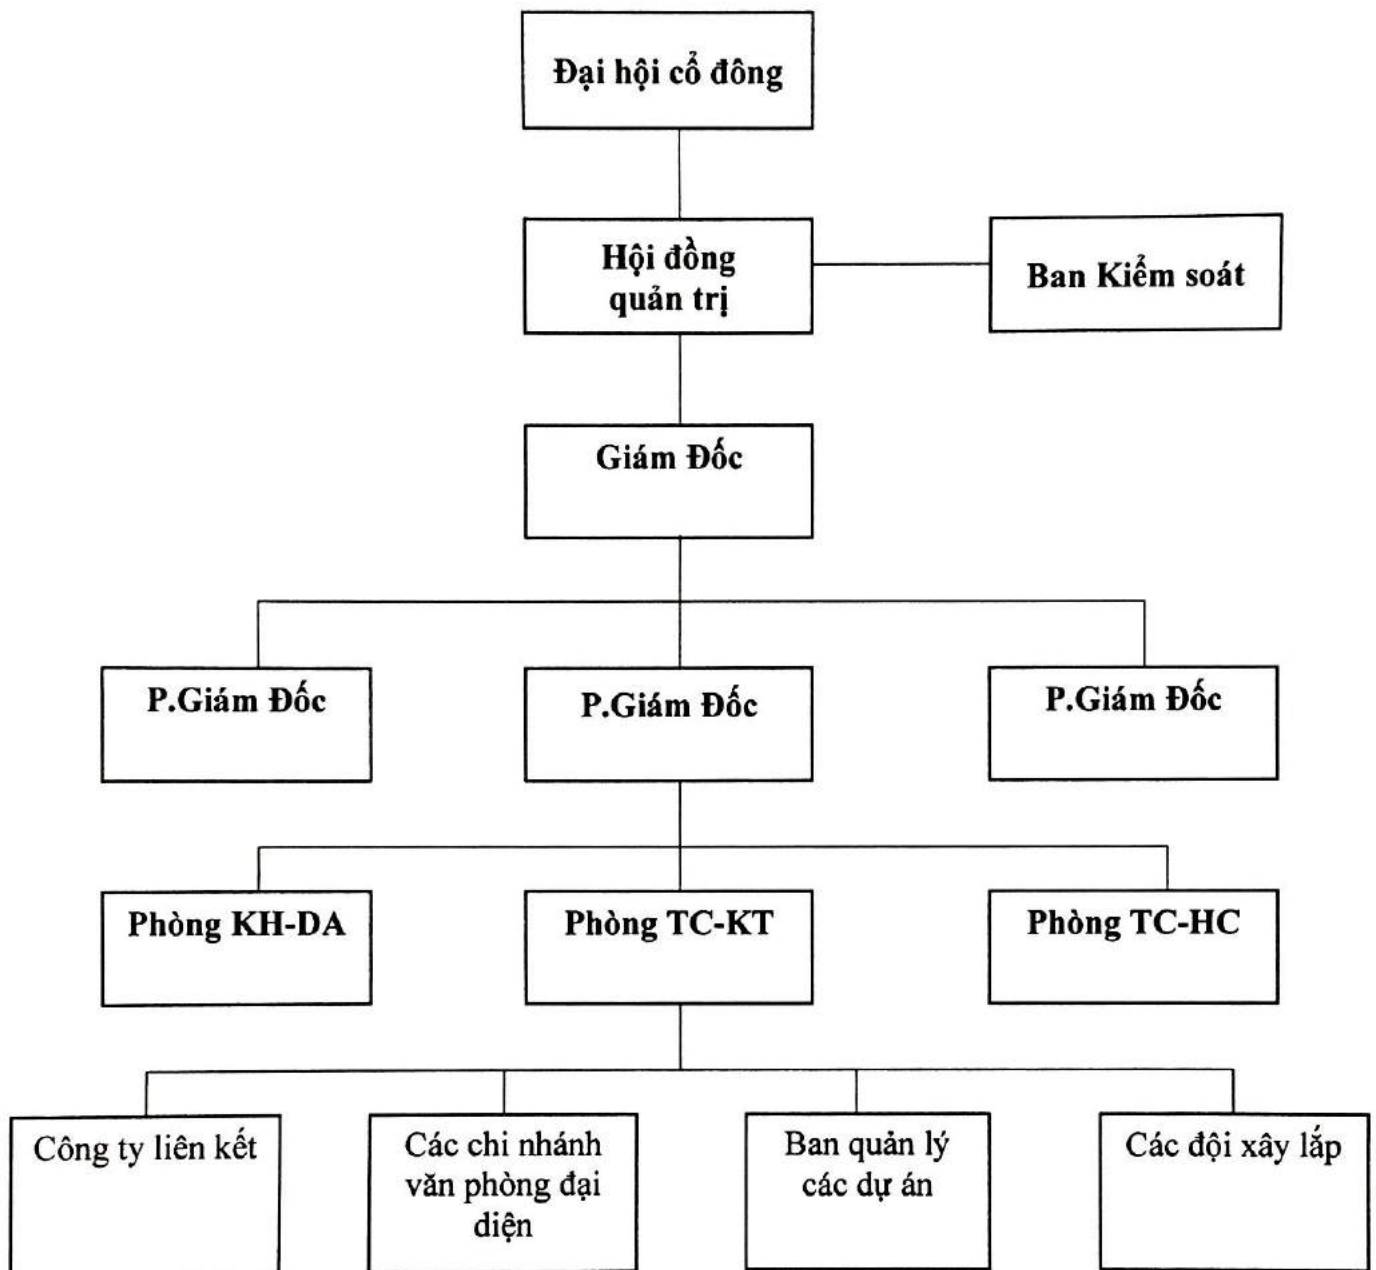 Đại hội cổ đông
Hội đồng
quản trị
Ban Kiểm soát
Giám Đốc
P.Giám Đốc
P.Giám Đốc
P.Giám Đốc
Phòng KH-DA
Phòng TC-KT
Phòng TC-HC
Công ty liên kết
Các chi nhánh
văn phòng đại
diện
Ban quản lý
các dự án
Các đội xây lắp